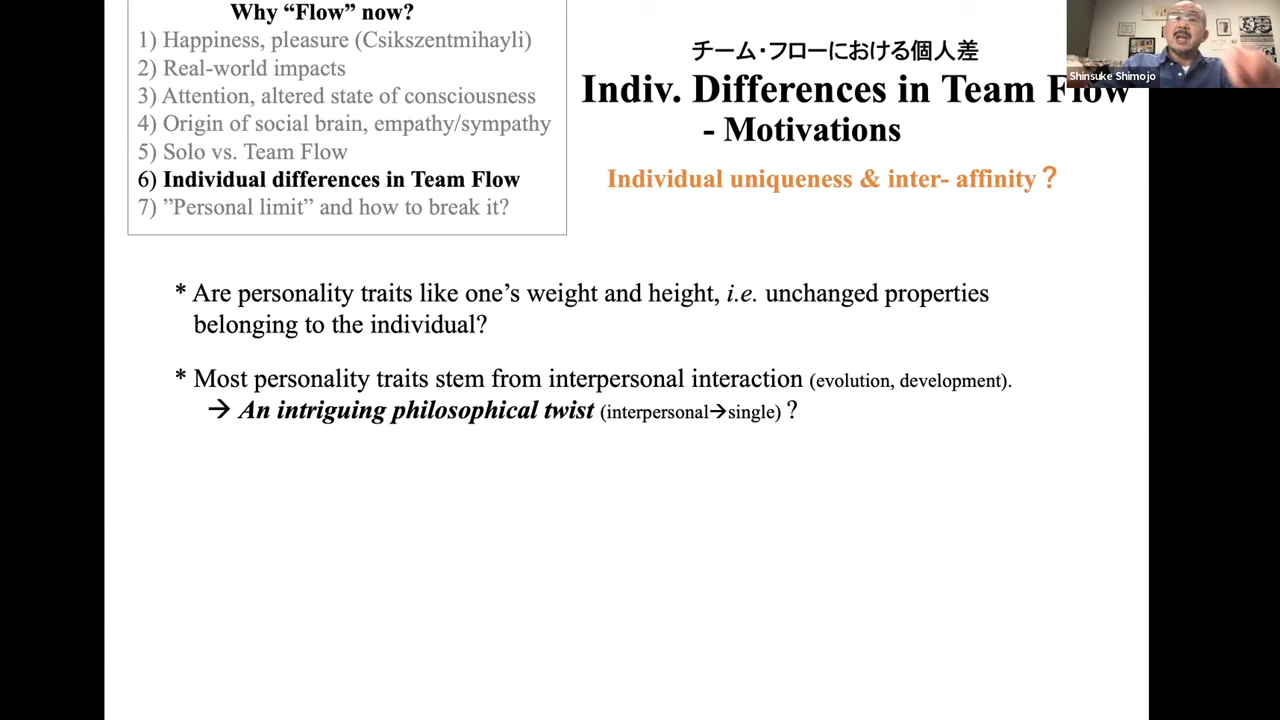 Why “Flow” now?
1) Happiness, pleasure (Csikszentmihayli)
2) Real-world impacts
3) Attention, altered state of consciousness
4) Origin of social brain, empathy/sympathy
5) Solo vs. Team Flow
6) Individual differences in Team Flow
7) ”Personal limit” and how to break it?
チーム・フローにおける個人差
Indiv. Differences in Team Flow
- Motivations
Individual uniqueness & inter- affinity？
Shinsuke Shimojo
* Are personality traits like one’s weight and height, i.e. unchanged properties
belonging to the individual?
* Most personality traits stem from interpersonal interaction (evolution, development).
→ An intriguing philosophical twist (interpersonal→single)？